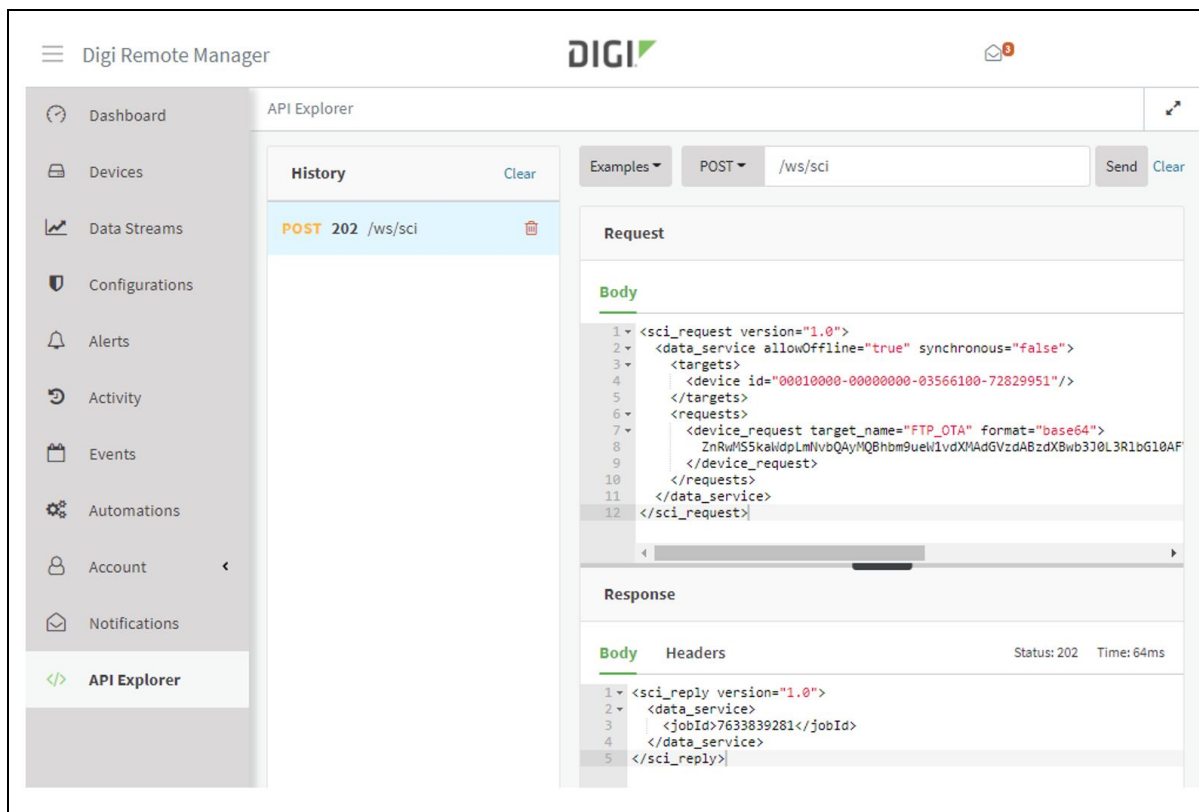 Digi Remote Manager
DIGI
3
Dashboard
Devices
Data Streams
Configurations
Alerts
Activity
Events
Automations
Account
Notifications
</> API Explorer
API Explorer
History Clear
POST 202 /ws/sci
Examples POST /ws/sci Send Clear
Request
Body
1 <sci_request version="1.0">
2 <data_service allowOffline="true" synchronous="false">
3 <targets>
4 <device id="00010000-00000000-03566100-72829951"/>
5 </targets>
6 <requests>
7 <device_request target_name="FTP_OTA" format="base64">
8
9 </device_request>
10 </requests>
11 </data_service>
12 </sci_request>
Response
Body Headers Status: 202 Time: 64ms
1 <sci_reply version="1.0">
2 <data_service>
3 <jobId>7633839281</jobId>
4 </data_service>
5 </sci_reply>